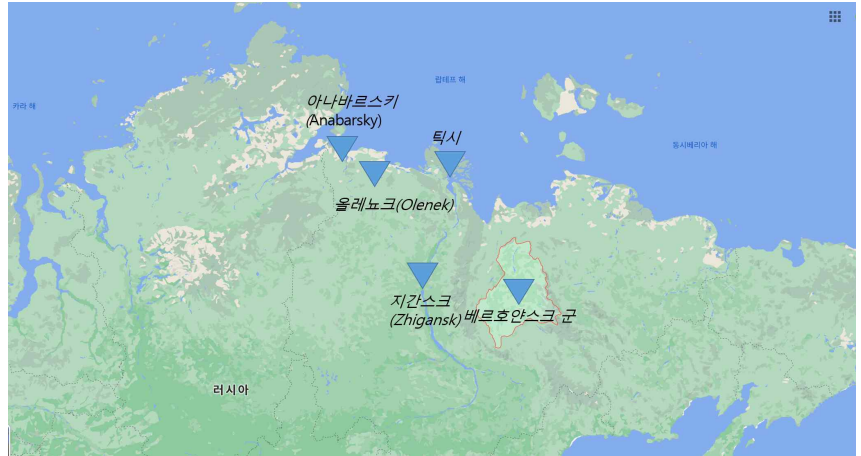 랍테프 해
카라 해
아나바르스키
(Anabarsky)
틱시
동시베리아 해
올레뇨크(Olenek)
지간스크
(Zhigansk)
베르호얀스크 군
러시아